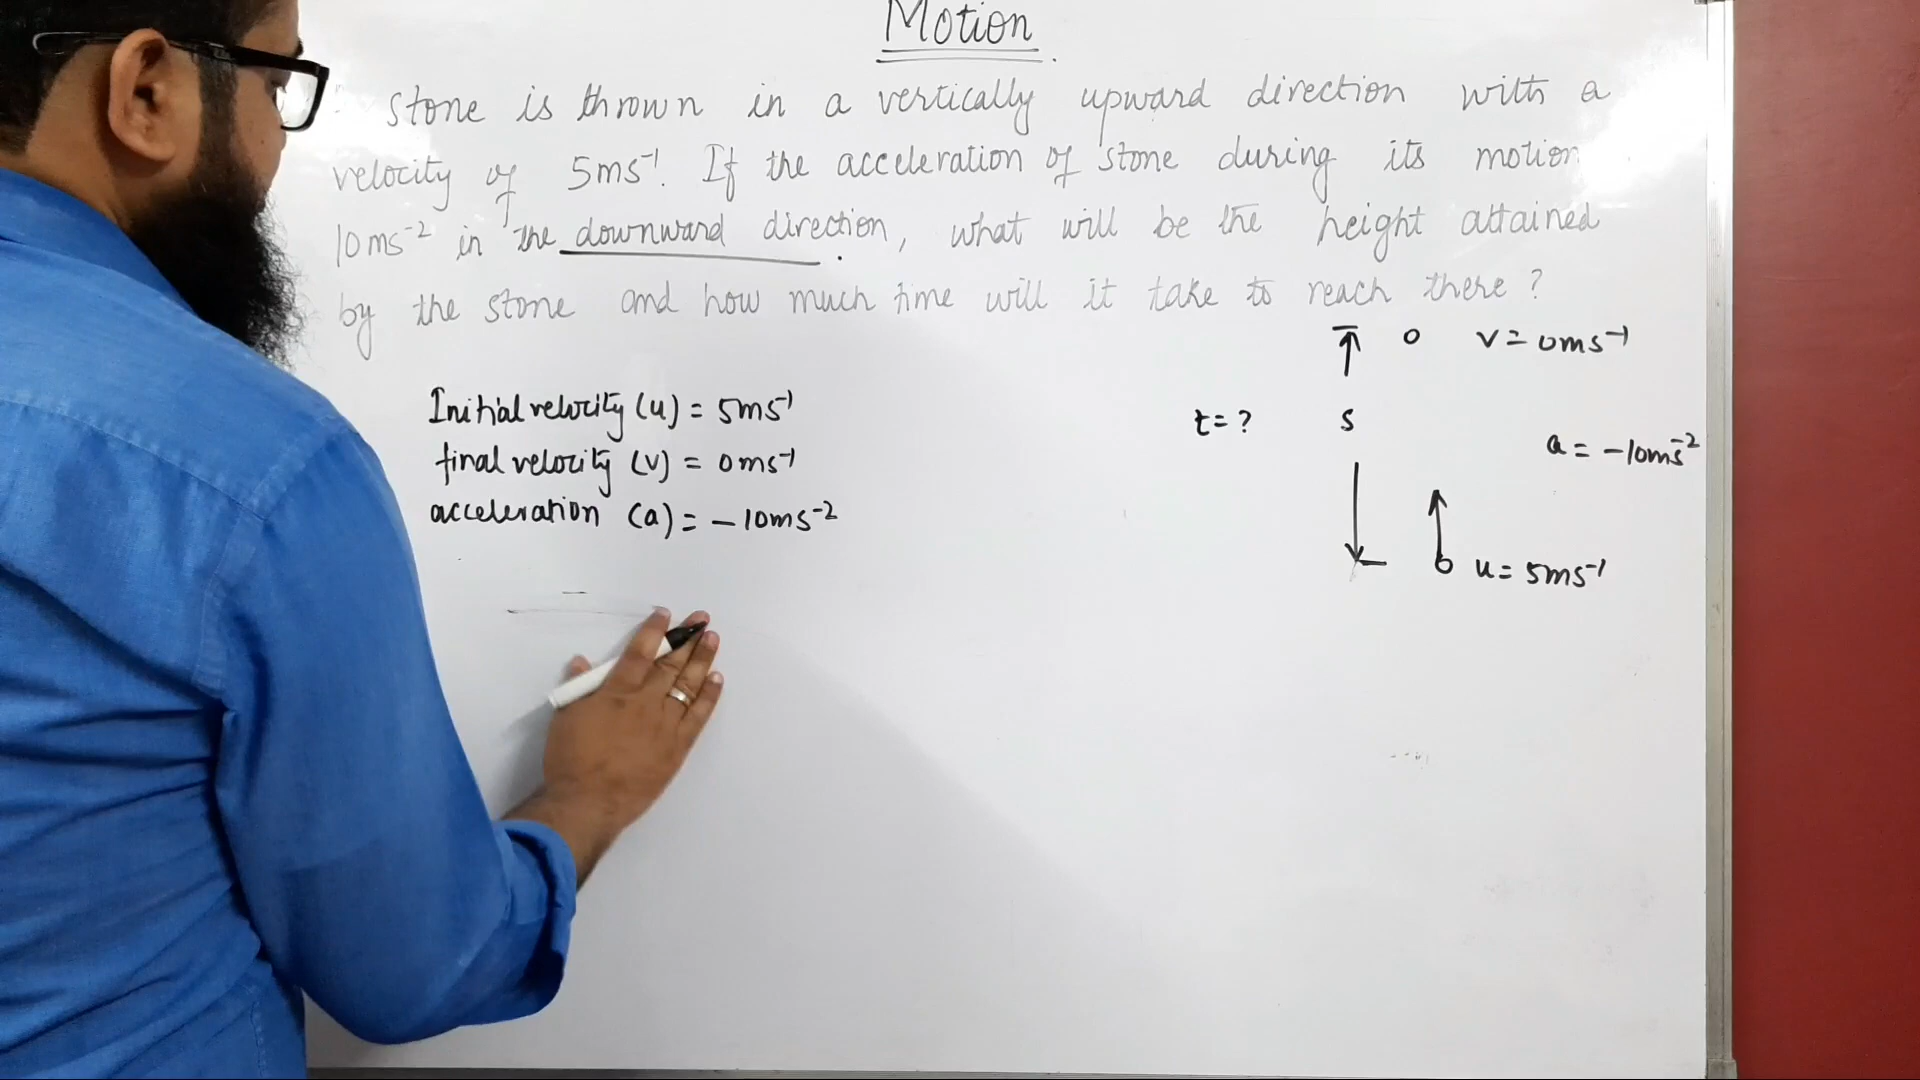 Motion
stone is thrown in a vertically upward direction with a
velocity of 5ms⁻¹. If the acceleration of stone during its motion
10ms⁻² in the downward direction, what will be the height attained
by the stone and how much time will it take to reach there?
0 v = 0ms⁻¹
Initial velocity (u) = 5ms⁻¹
t = ? s
a = -10ms⁻²
final velocity (v) = 0ms⁻¹
acceleration (a) = -10ms⁻²
u = 5ms⁻¹